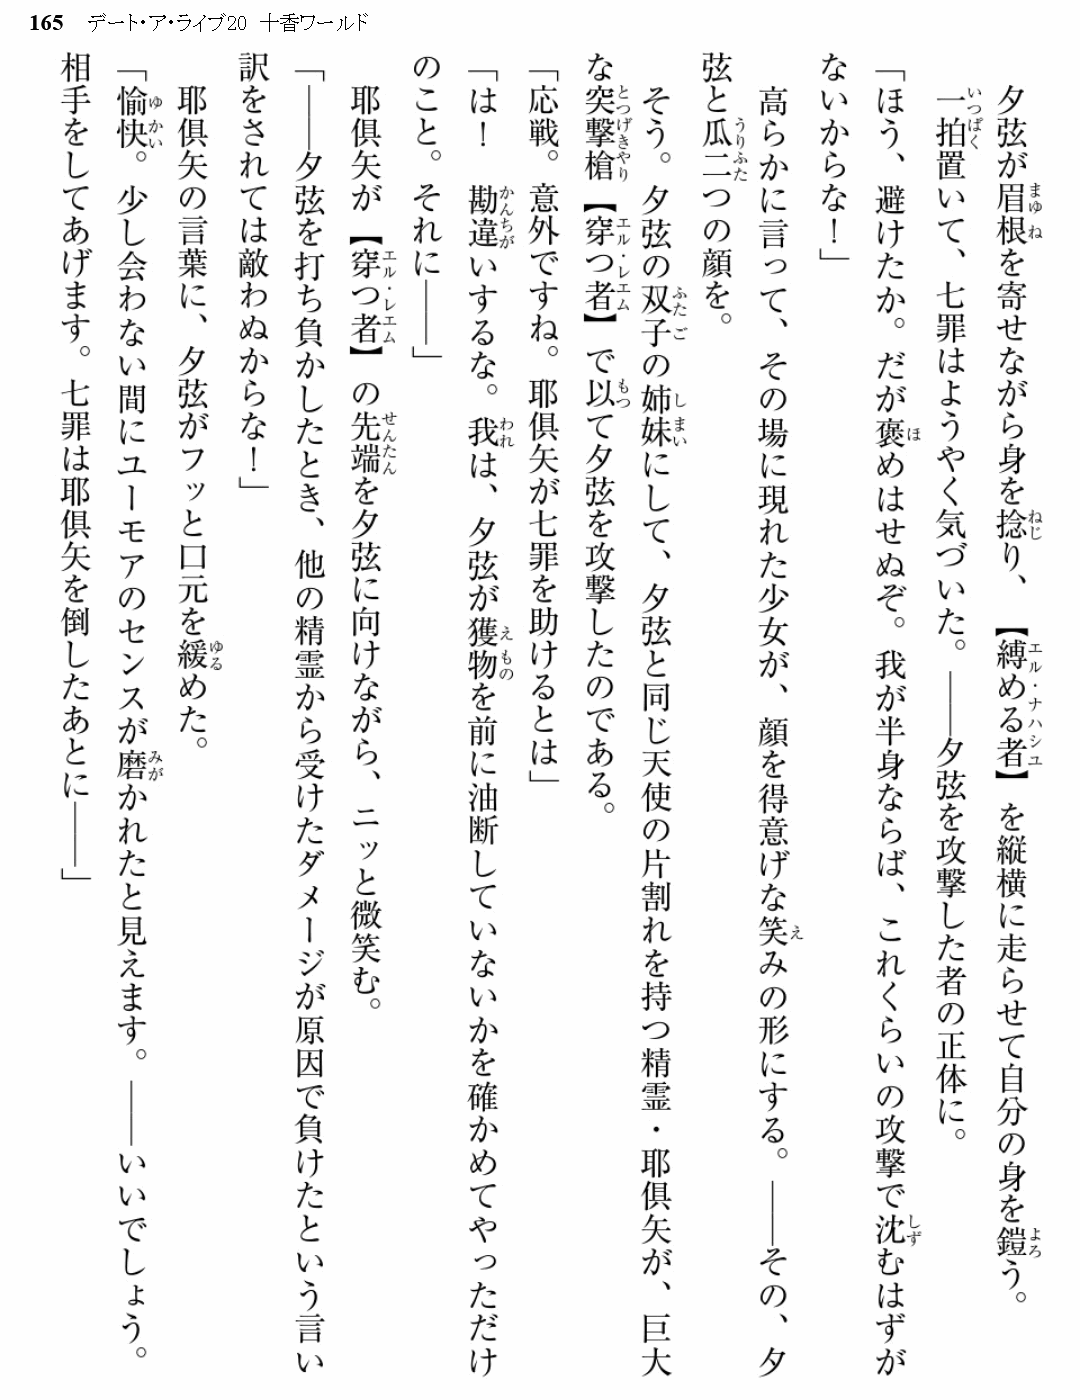 165 デート・ア・ライブ20 十香ワールド
夕弦が眉根を寄せながら身を捻り、【縛める者】を縦横に走らせて自分の身を鎧う。
一拍置いて、七罪はようやく気づいた。――夕弦を攻撃した者の正体に。
「ほう、避けたか。だが褒めはせぬぞ。我が半身ならば、これくらいの攻撃で沈むはずが
ないからな！」
高らかに言って、その場に現れた少女が、顔を得意げな笑みの形にする。――その、夕
弦と瓜二つの顔を。
そう。夕弦の双子の姉妹にして、夕弦と同じ天使の片割れを持つ精霊・耶倶矢が、巨大
な突撃槍【穿つ者】で以て夕弦を攻撃したのである。
「応戦。意外ですね。耶倶矢が七罪を助けるとは」
「は！　勘違いするな。我は、夕弦が獲物を前に油断していないかを確かめてやっただけ
のこと。それに――」
耶倶矢が【穿つ者】の先端を夕弦に向けながら、ニッと微笑む。
「――夕弦を打ち負かしたとき、他の精霊から受けたダメージが原因で負けたという言い
訳をされては敵わぬからな！」
耶倶矢の言葉に、夕弦がフッと口元を緩めた。
「愉快。少し会わない間にユーモアのセンスが磨かれたと見えます。――いいでしょう。
相手をしてあげます。七罪は耶倶矢を倒したあとに――」